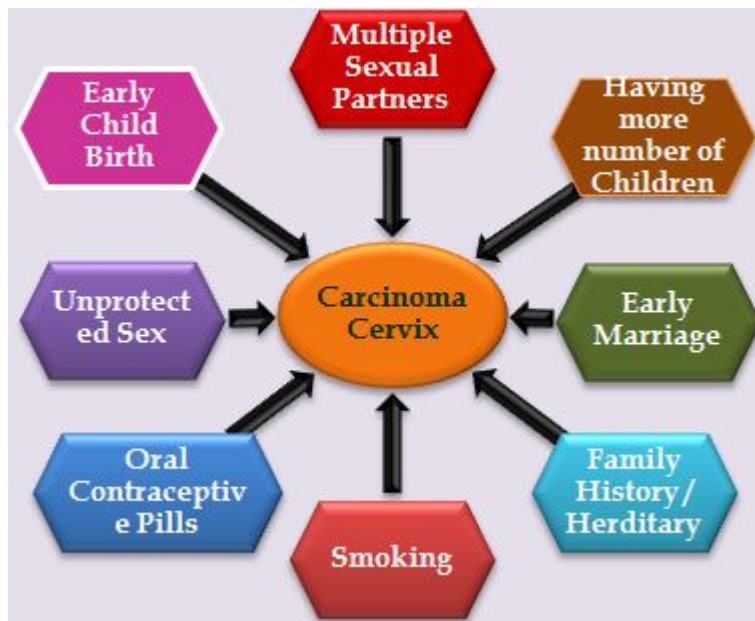 Multiple
Sexual
Partners
Early
Child
Birth
Having
more
number of
Children
Unprotect
ed Sex
Carcinoma
Cervix
Early
Marriage
Oral
Contraceptiv
e Pills
Family
History/
Herditary
Smoking